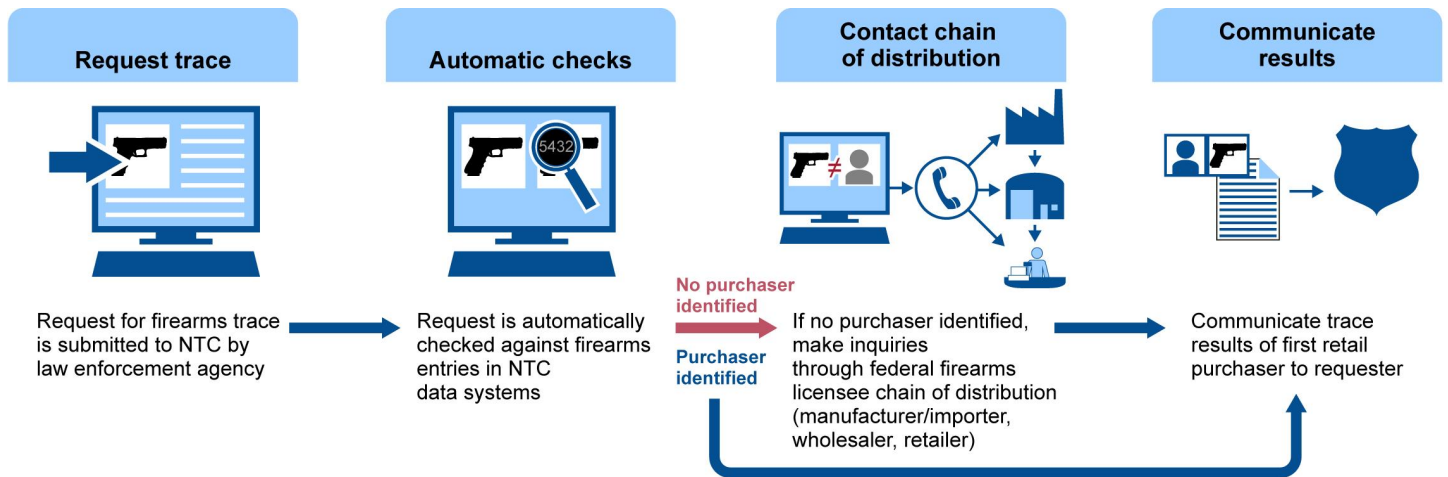 Request trace
Automatic checks
Contact chain
of distribution
Communicate
results
5432
≠
No purchaser
identified
Purchaser
identified
Request for firearms trace
is submitted to NTC by
law enforcement agency
Request is automatically
checked against firearms
entries in NTC
data systems
If no purchaser identified,
make inquiries
through federal firearms
licensee chain of distribution
(manufacturer/importer,
wholesaler, retailer)
Communicate trace
results of first retail
purchaser to requester